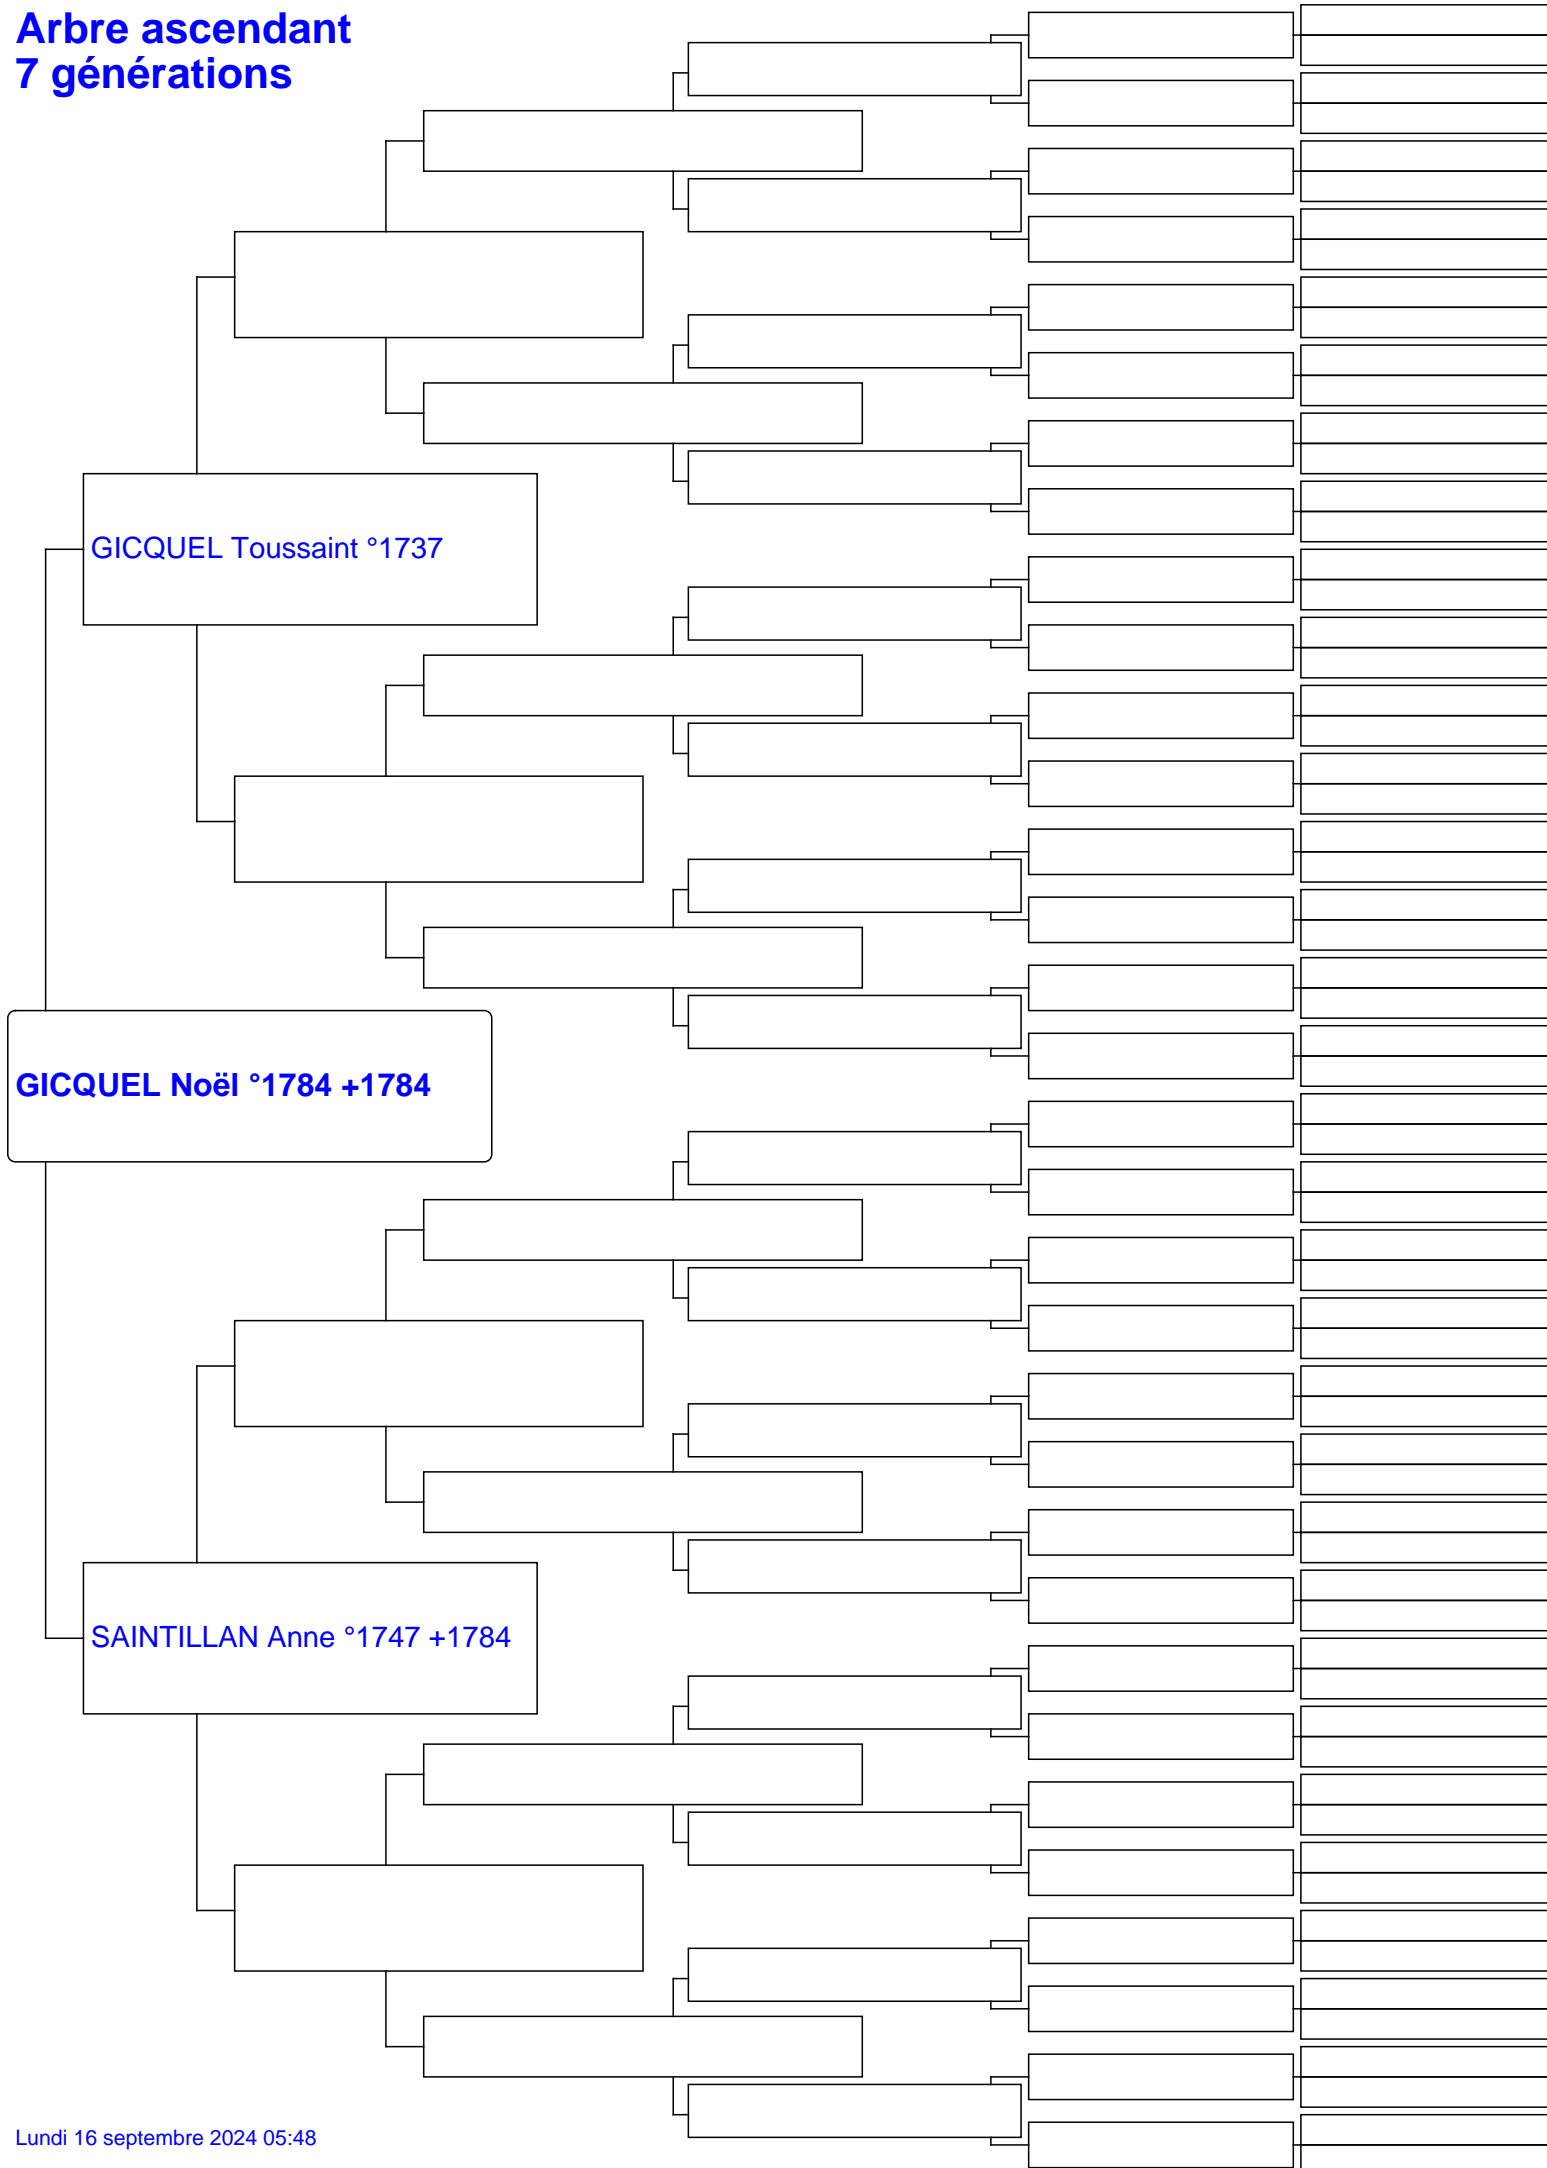 Arbre ascendant
7 générations
GICQUEL Toussaint °1737
GICQUEL Noël °1784 +1784
SAINTILLAN Anne °1747 +1784
Lundi 16 septembre 2024 05:48